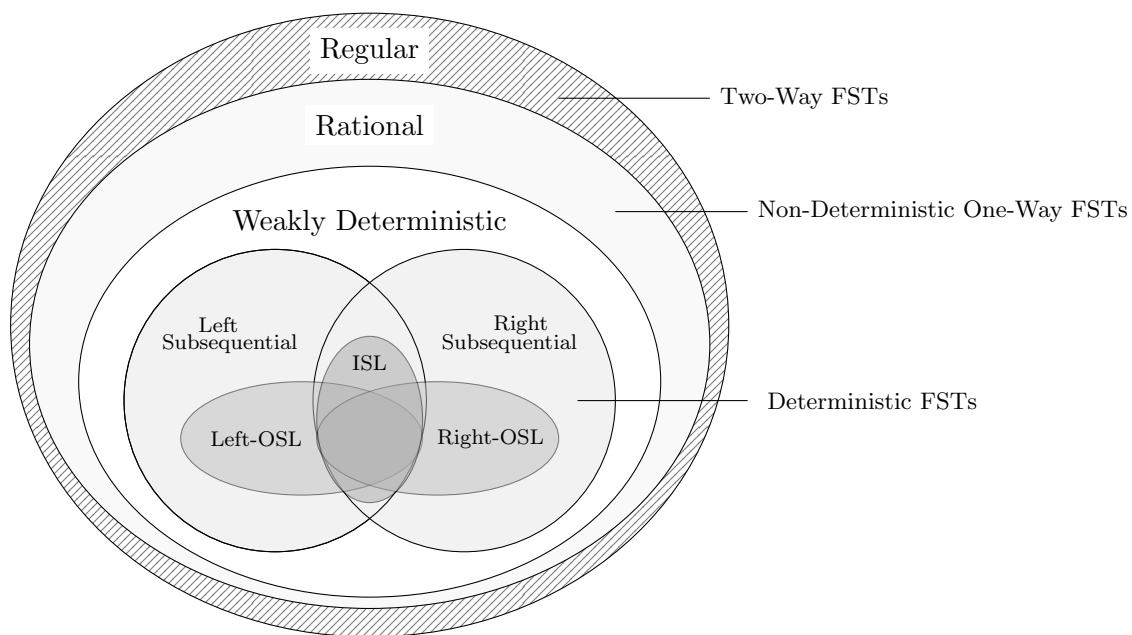 Regular
Two-Way FSTs
Rational
Non-Deterministic One-Way FSTs
Weakly Deterministic
Left
Subsequential
Right
Subsequential
ISL
Deterministic FSTs
Left-OSL
Right-OSL